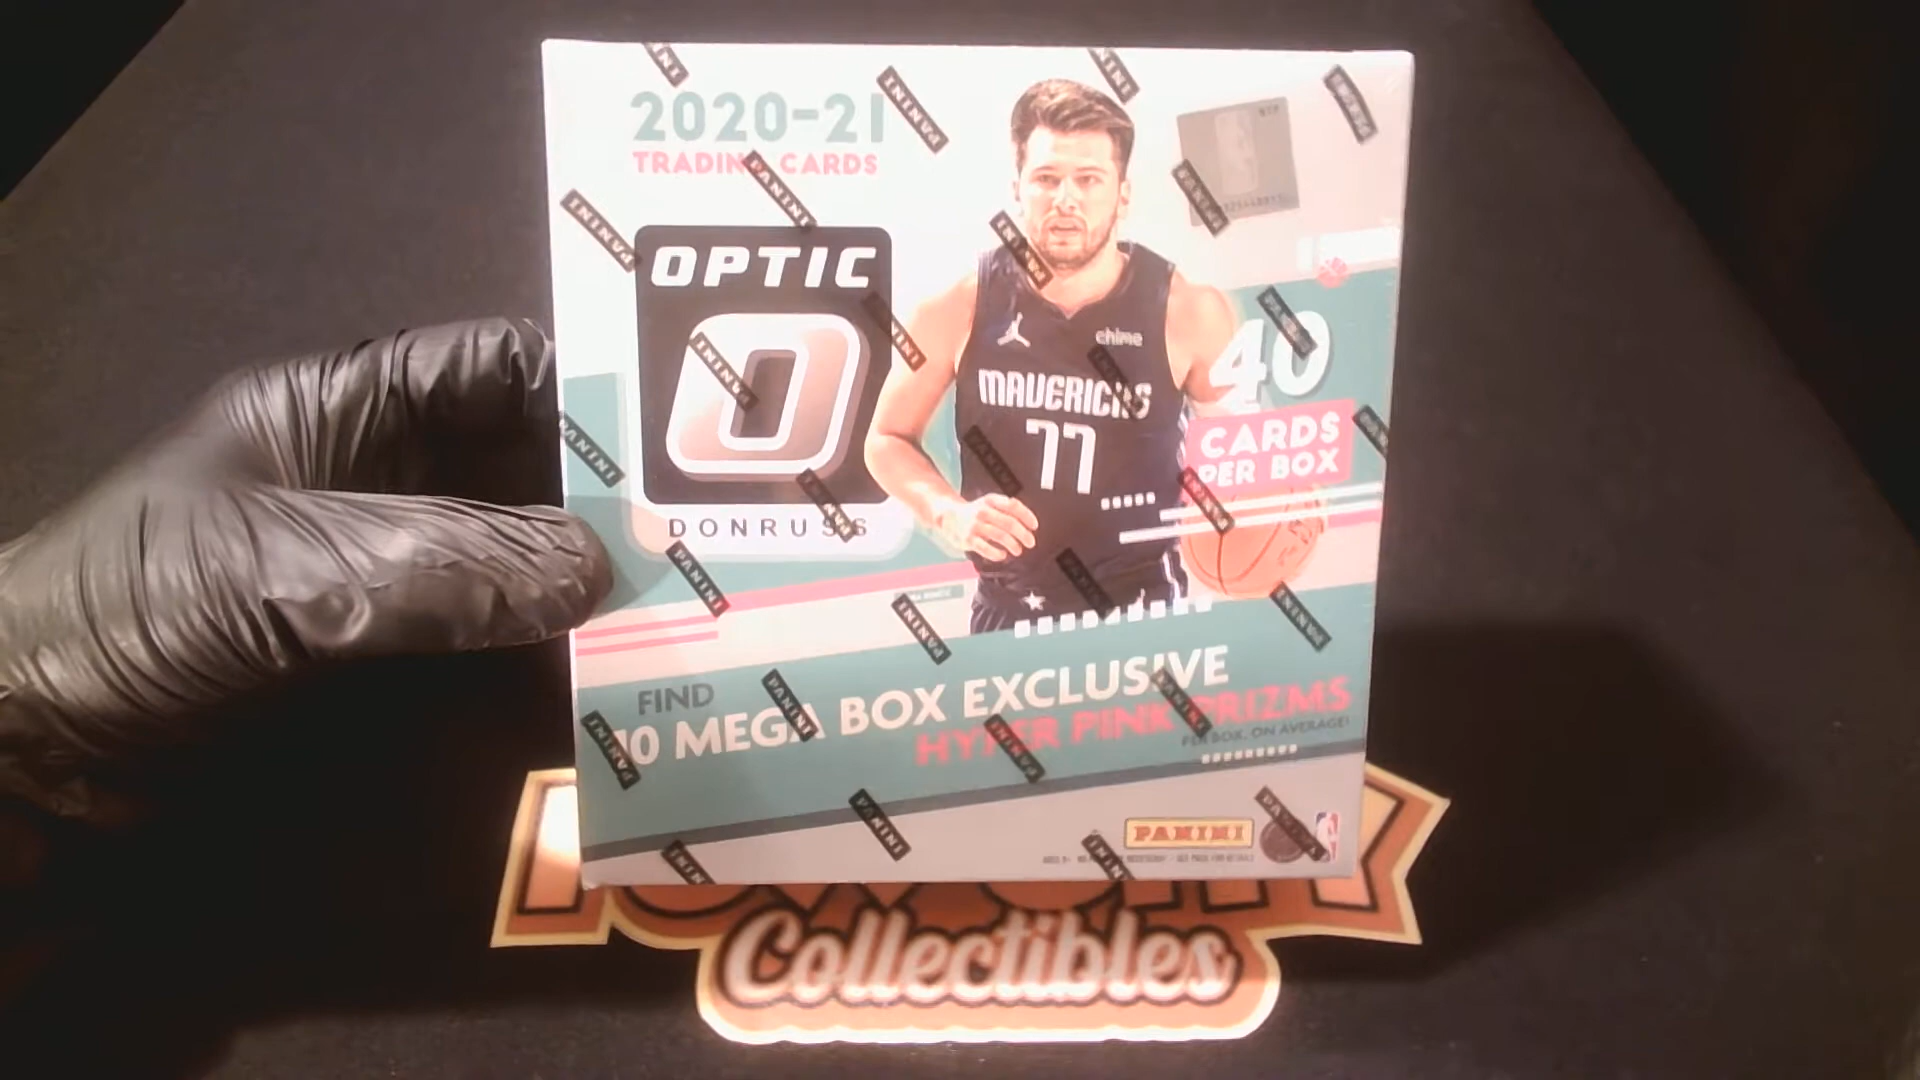 2020-21
TRADING CARDS
OPTIC
DONRUSS
chime
MAVERICKS
77
40
CARDS
PER BOX
FIND
10 MEGA BOX EXCLUSIVE
HYPER PINK PRIZMS
PER BOX, ON AVERAGE!
PANINI
Collectibles